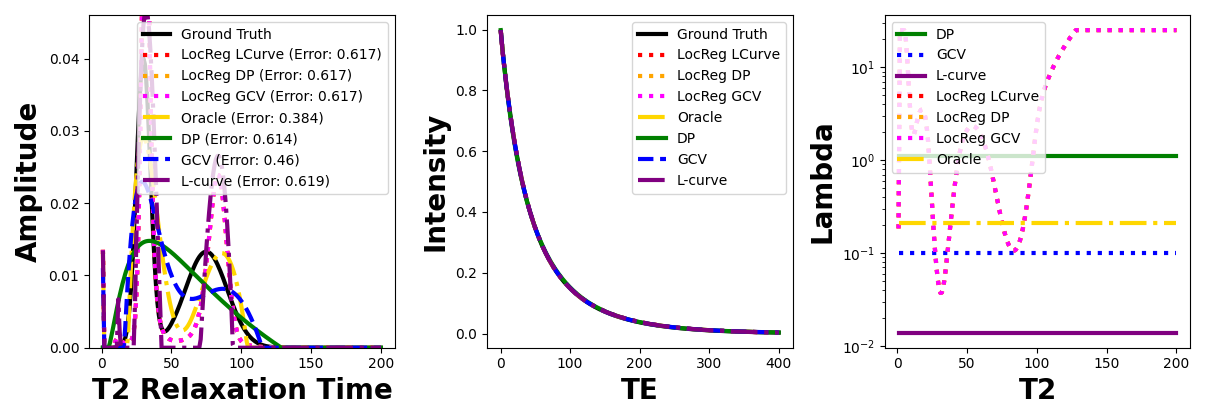 Amplitude
0.04
0.03
0.02
0.01
0.00
0
50
100
150
200
T2 Relaxation Time
Ground Truth
LocReg LCurve (Error: 0.617)
LocReg DP (Error: 0.617)
LocReg GCV (Error: 0.617)
Oracle (Error: 0.384)
DP (Error: 0.614)
GCV (Error: 0.46)
L-curve (Error: 0.619)
Intensity
1.0
0.8
0.6
0.4
0.2
0.0
0
100
200
300
400
TE
Ground Truth
LocReg LCurve
LocReg DP
LocReg GCV
Oracle
DP
GCV
L-curve
Lambda
10¹
10⁰
10⁻¹
10⁻²
0
50
100
150
200
T2
DP
GCV
L-curve
LocReg LCurve
LocReg DP
LocReg GCV
Oracle